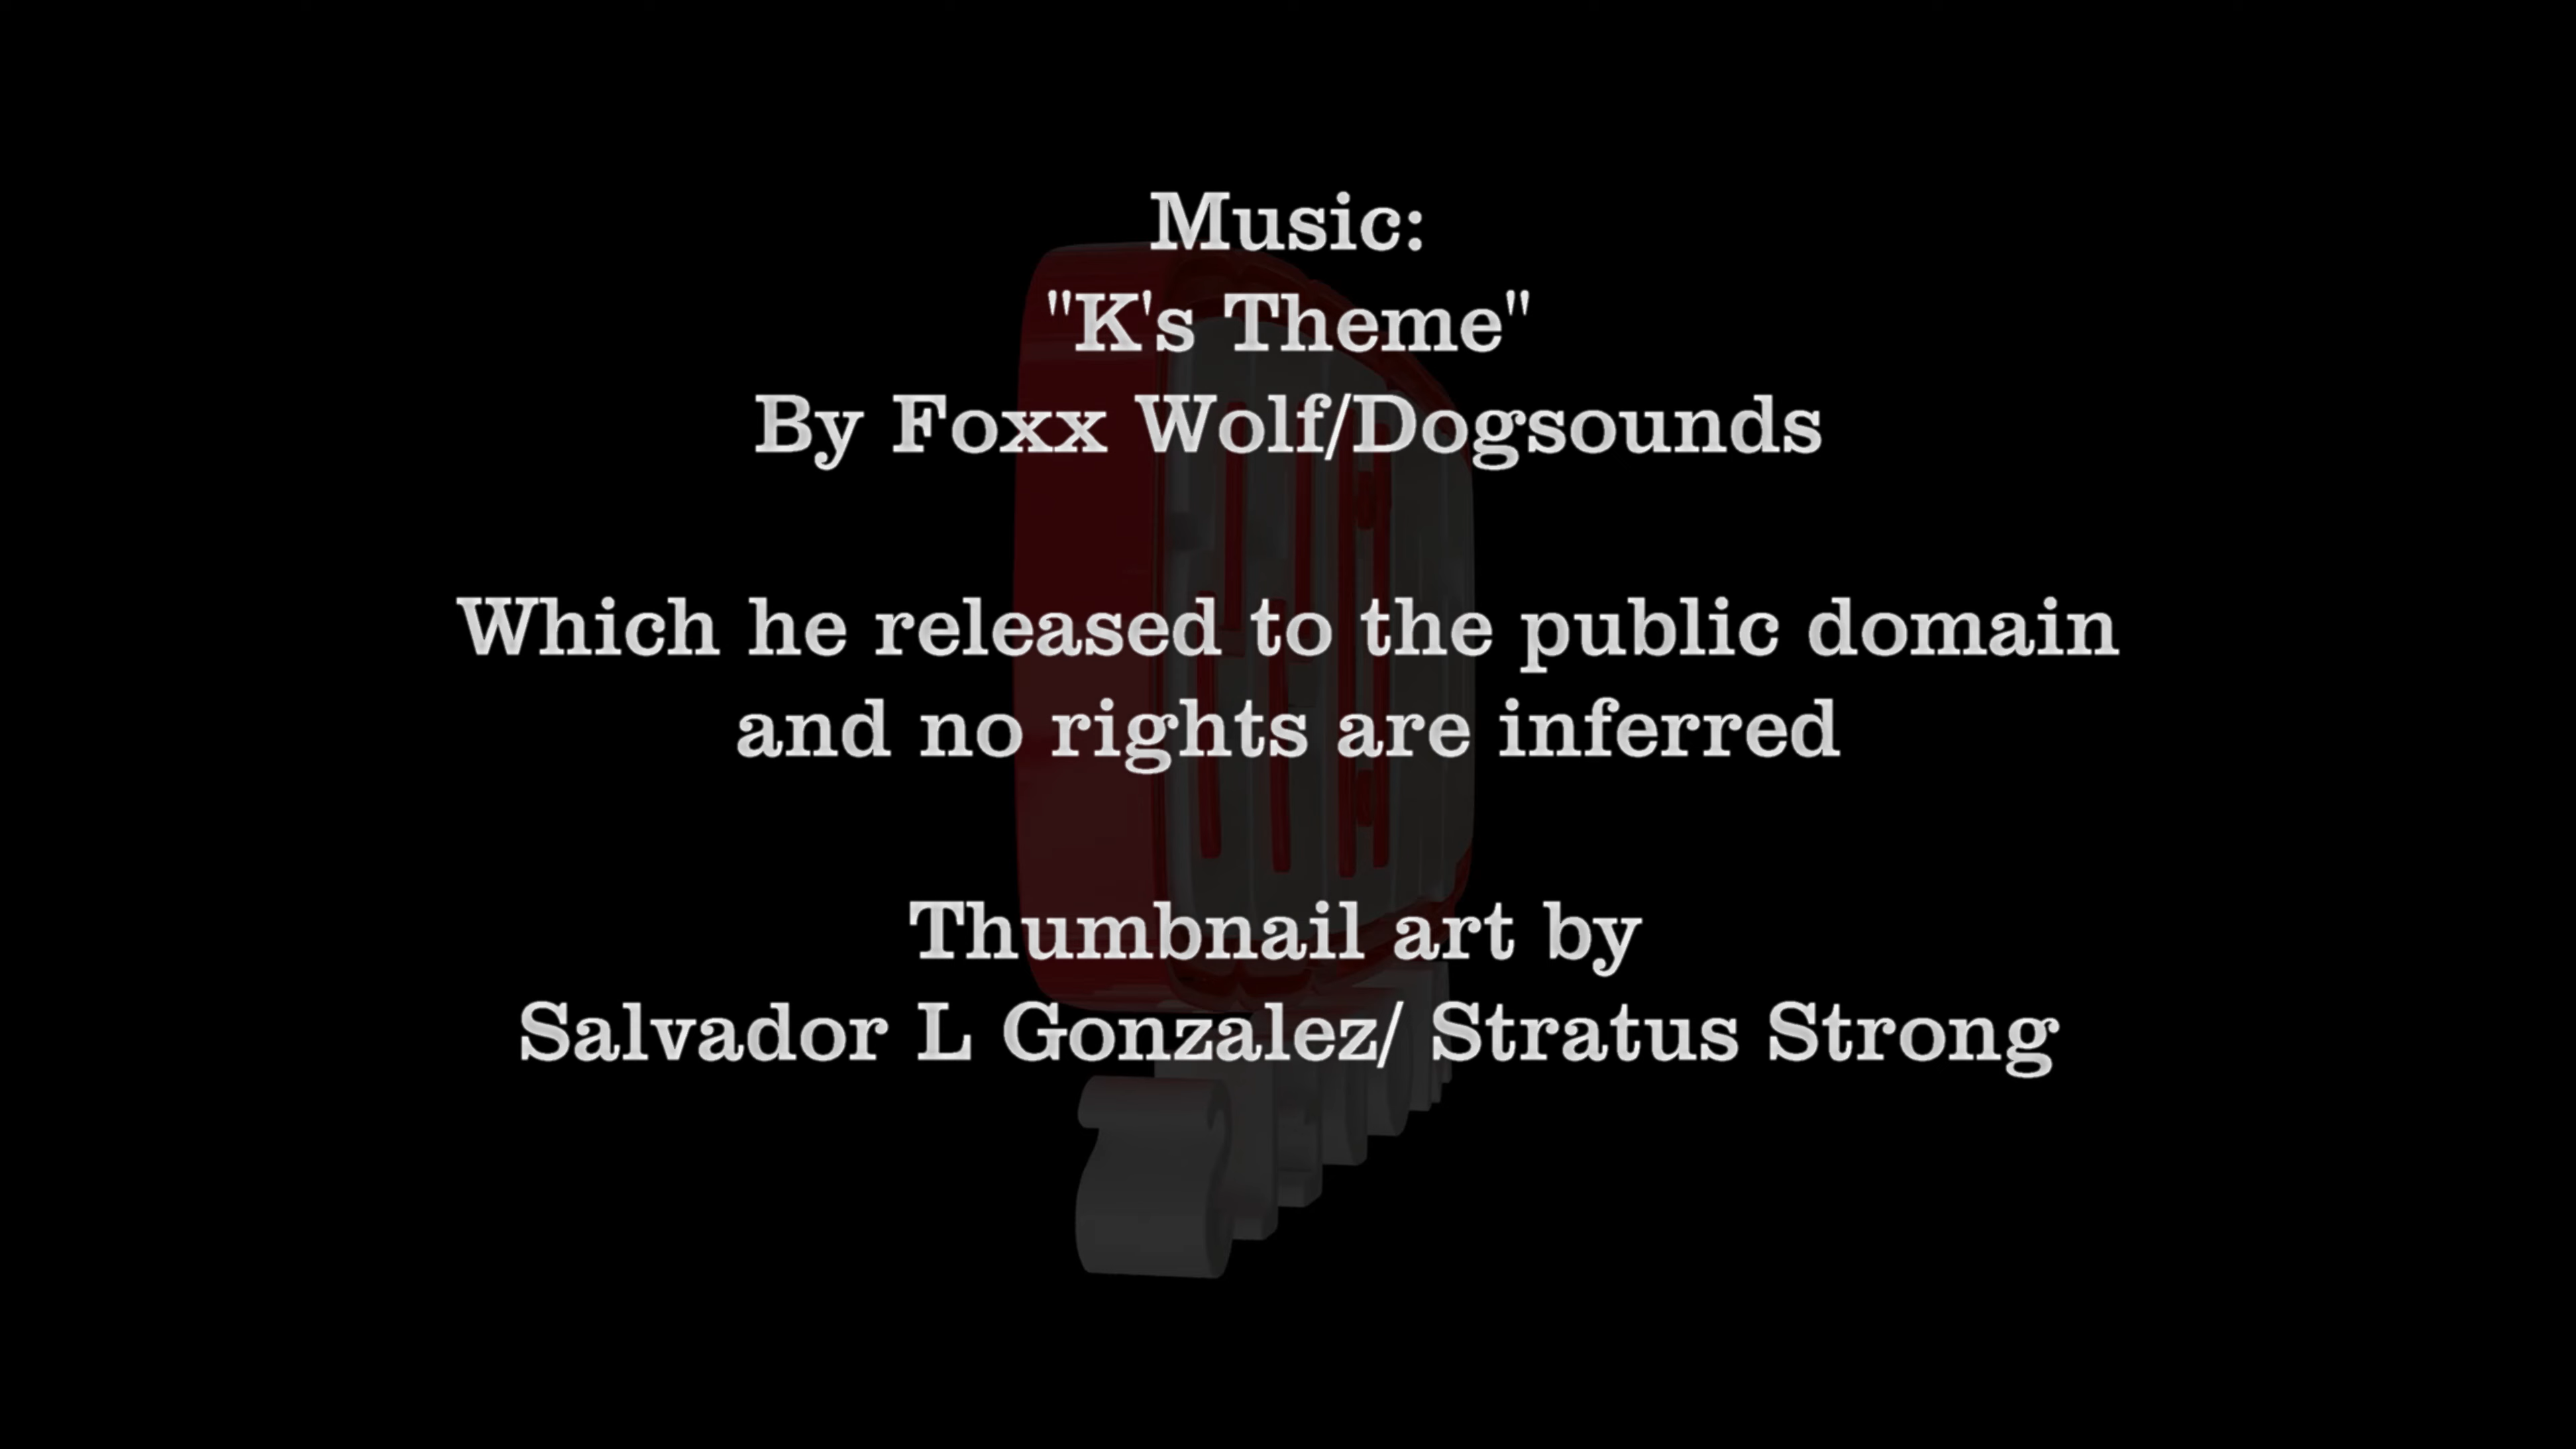 Music:
"K's Theme"
By Foxx Wolf/Dogsounds
Which he released to the public domain
and no rights are inferred
Thumbnail art by
Salvador L Gonzalez/ Stratus Strong